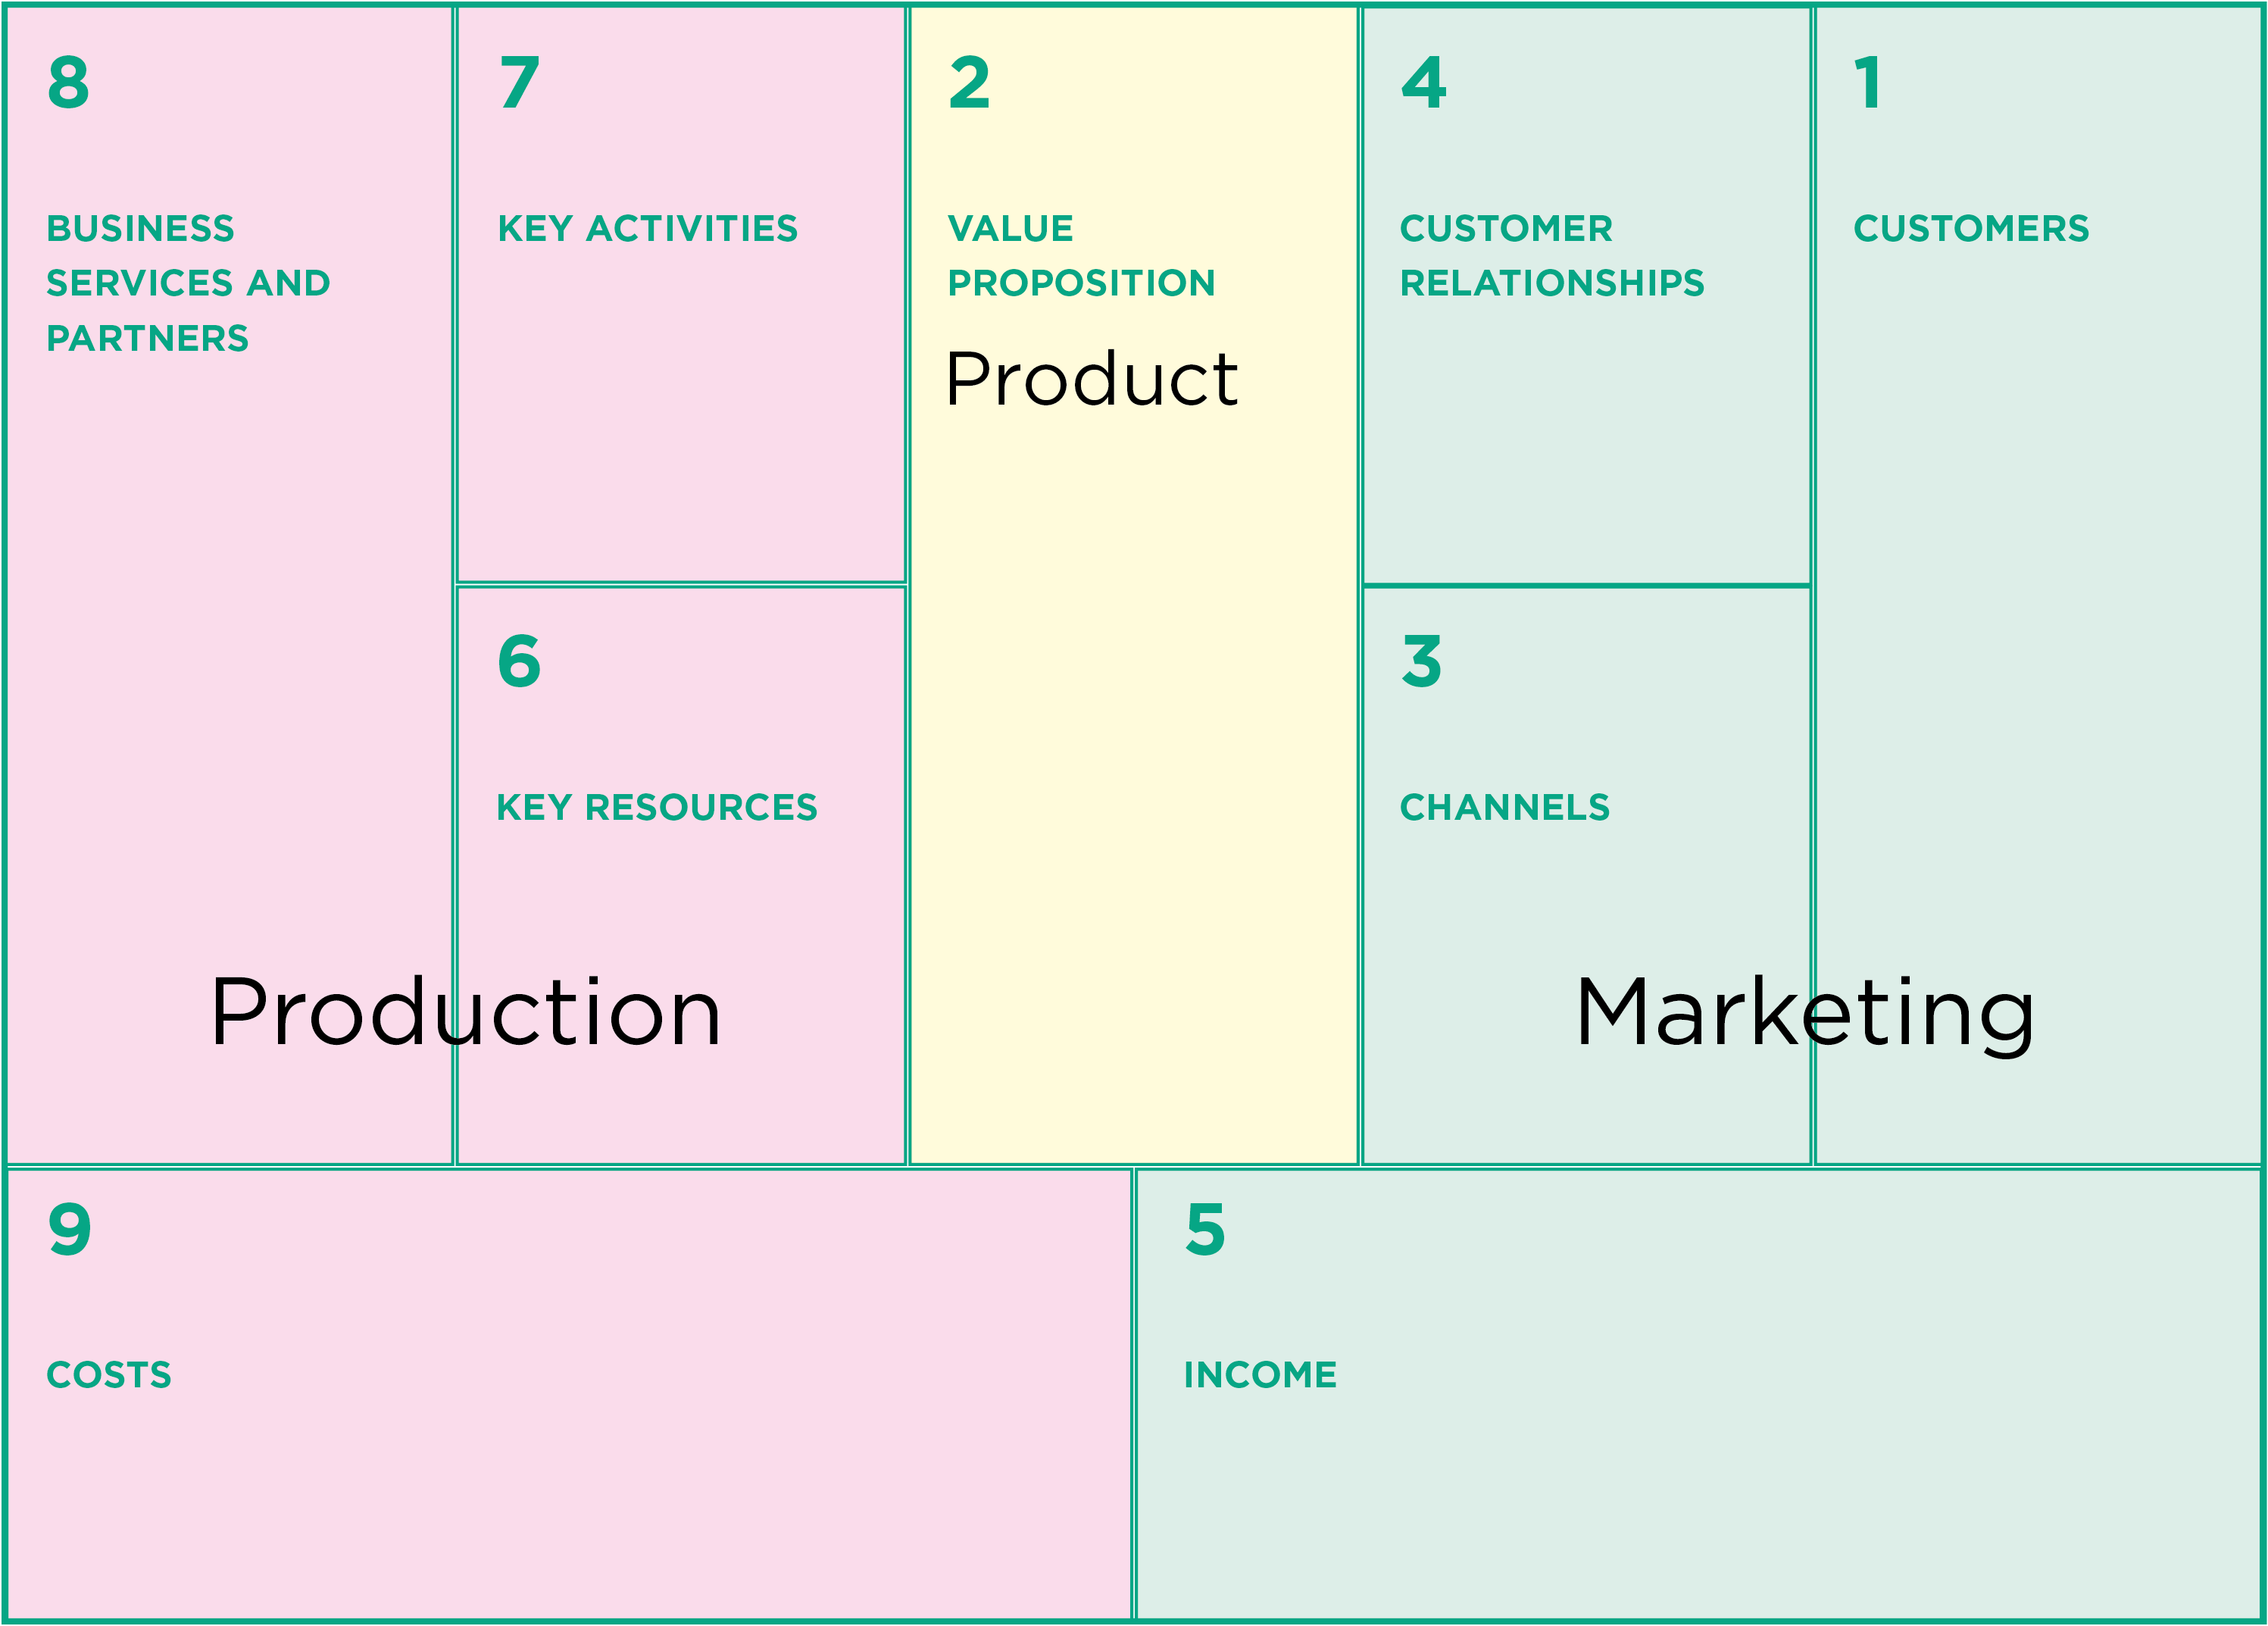 8
BUSINESS
SERVICES AND
PARTNERS
7
KEY ACTIVITIES
6
KEY RESOURCES
Production
2
VALUE
PROPOSITION
Product
4
CUSTOMER
RELATIONSHIPS
3
CHANNELS
1
CUSTOMERS
Marketing
9
COSTS
5
INCOME